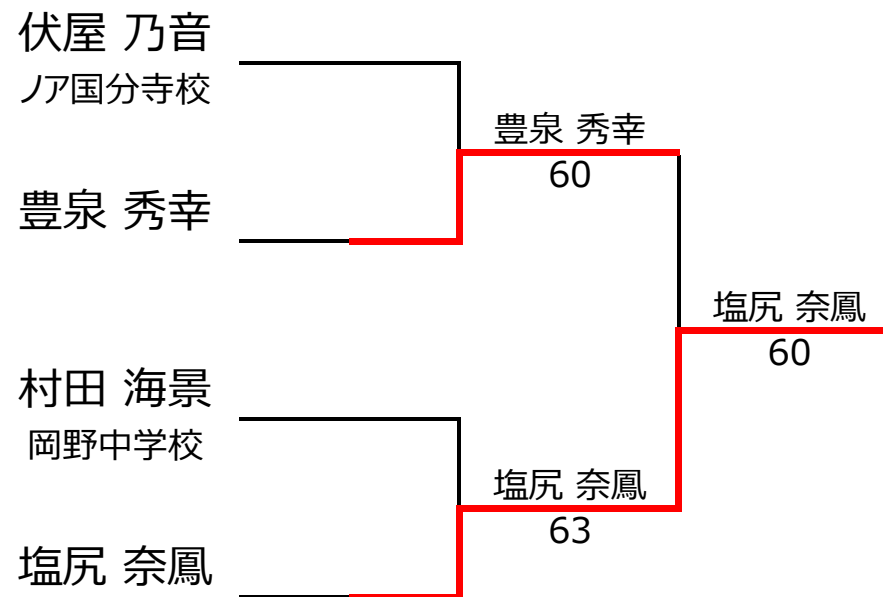 伏屋 乃音
ノア国分寺校
豊泉 秀幸
60
豊泉 秀幸
塩尻 奈鳳
60
村田 海景
岡野中学校
塩尻 奈鳳
63
塩尻 奈鳳